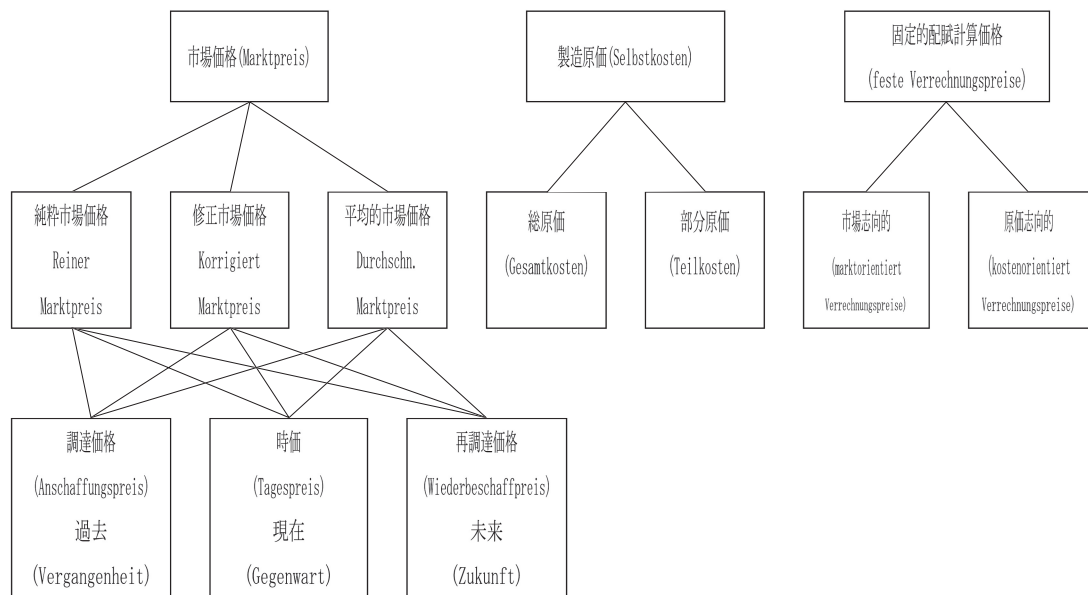 市場価格(Marktpreis)
製造原価(Selbstkosten)
固定的配賦計算価格
(feste Verrechnungspreise)
純粋市場価格
Reiner
Marktpreis
修正市場価格
Korrigiert
Marktpreis
平均的市場価格
Durchschn.
Marktpreis
総原価
(Gesamtkosten)
部分原価
(Teilkosten)
市場志向的
(marktorientiert
Verrechnungspreise)
原価志向的
(kostenorientiert
Verrechnungspreise)
調達価格
(Anschaffungspreis)
過去
(Vergangenheit)
時価
(Tagespreis)
現在
(Gegenwart)
再調達価格
(Wiederbeschaffpreis)
未来
(Zukunft)